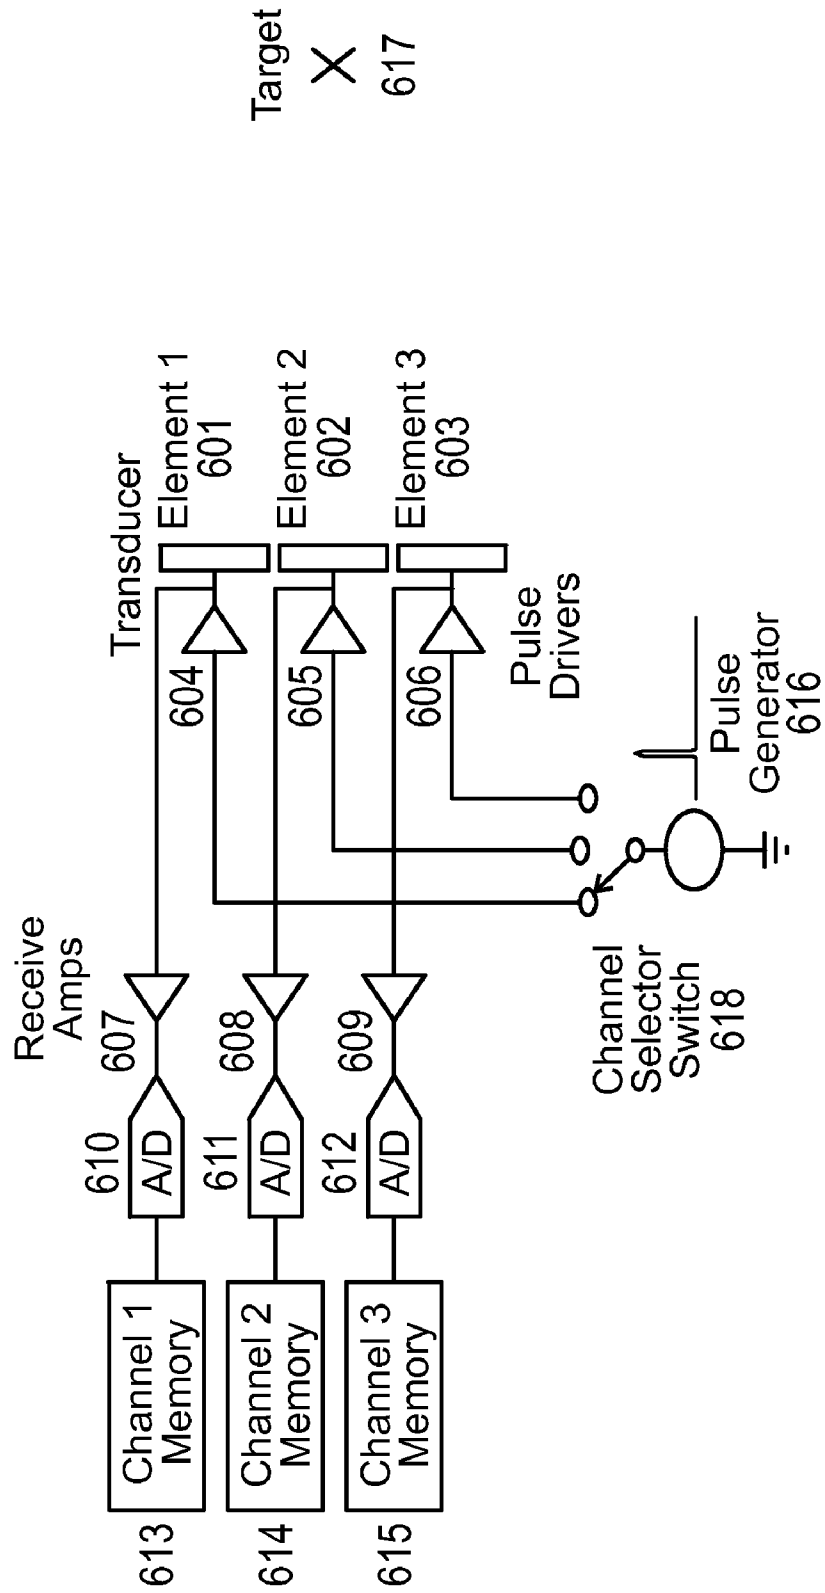 Target
617
Transducer
Element 1
601
Element 2
602
Element 3
603
604
605
606
Pulse
Drivers
Receive
Amps
607
608
609
610
A/D
611
A/D
612
A/D
Channel 1
Memory
613
Channel 2
Memory
614
Channel 3
Memory
615
Channel
Selector
Switch
618
Pulse
Generator
616